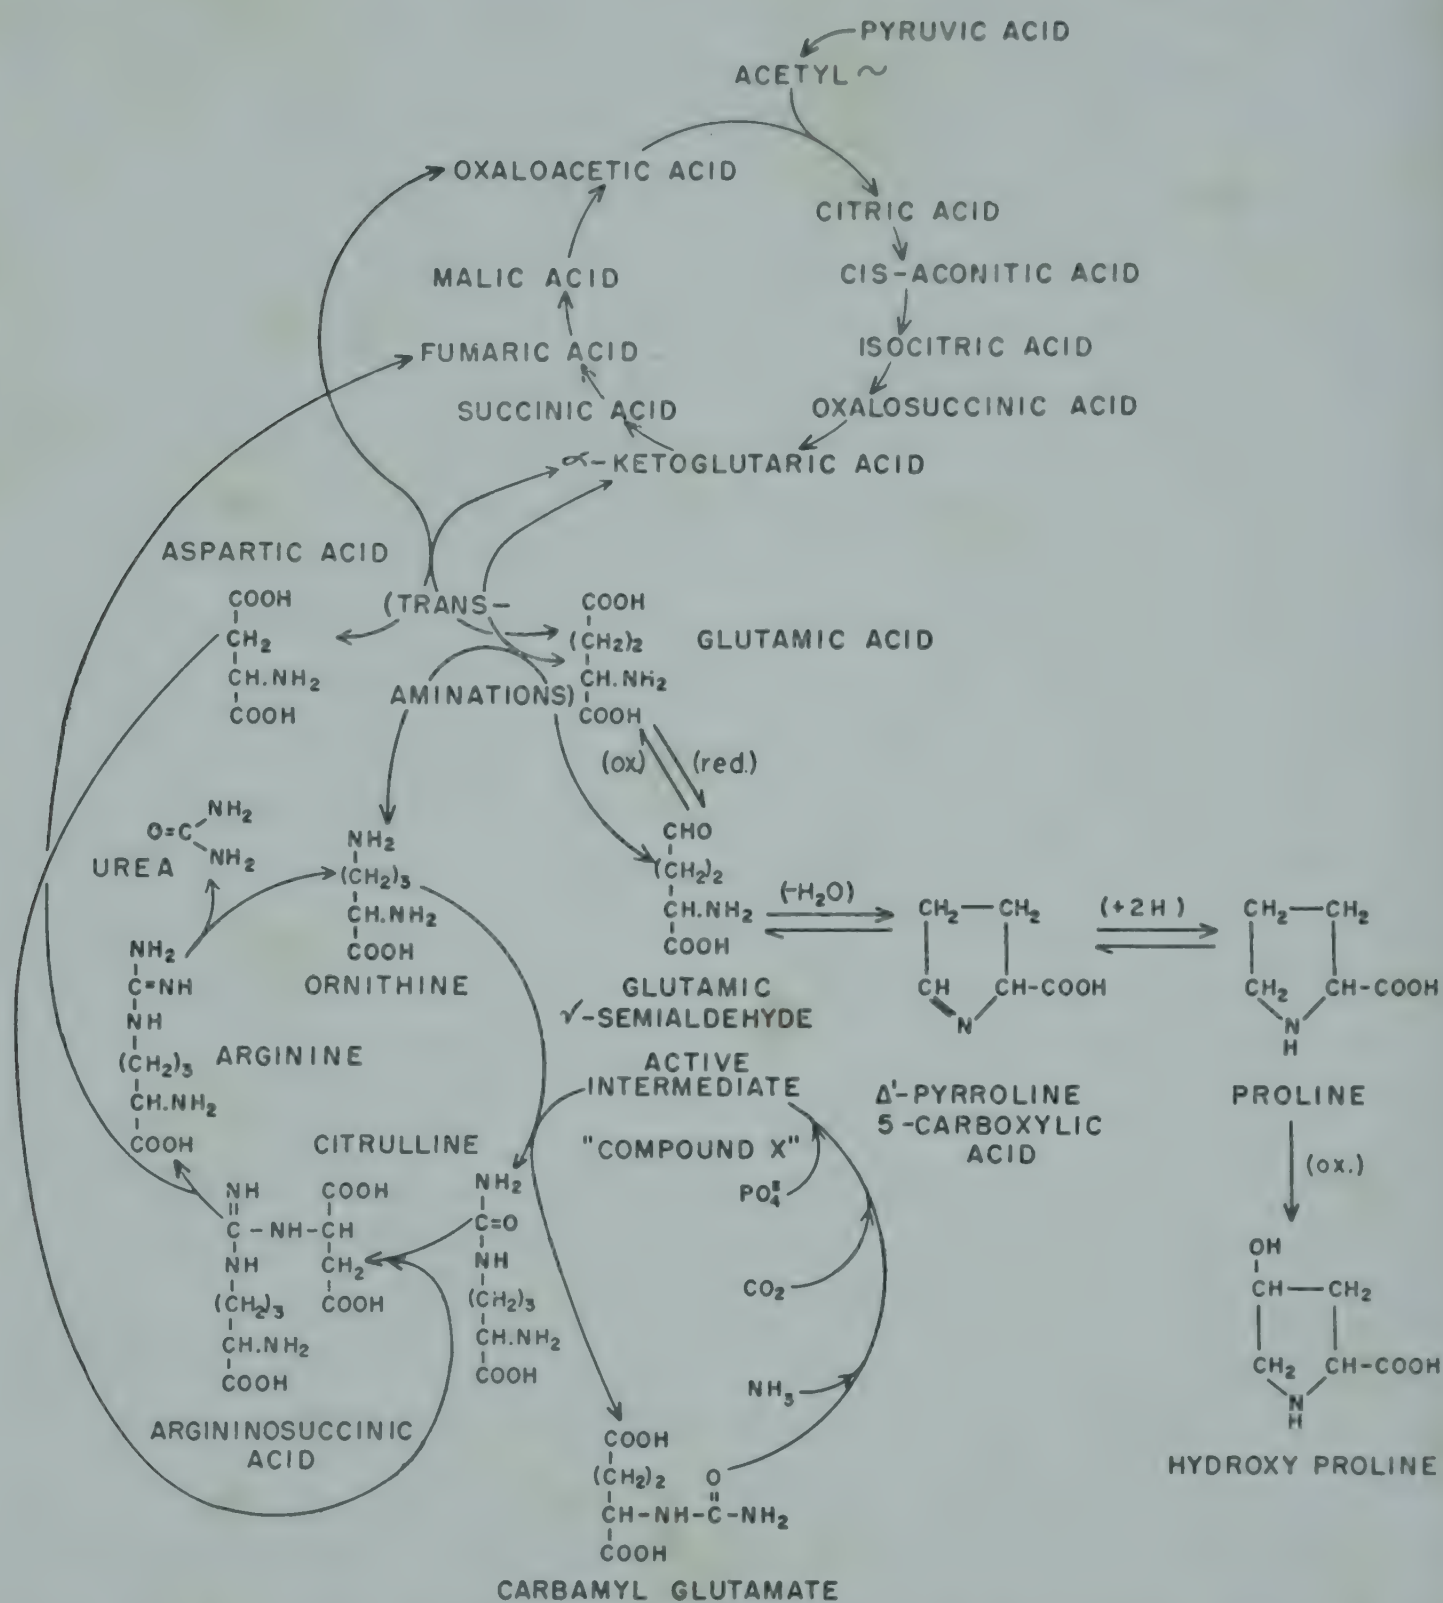 PYRUVIC ACID
ACETYL ~
OXALOACETIC ACID
CITRIC ACID
MALIC ACID
CIS-ACONITIC ACID
FUMARIC ACID
ISOCITRIC ACID
SUCCINIC ACID
OXALOSUCCINIC ACID
∝-KETOGLUTARIC ACID
ASPARTIC ACID
COOH
CH2
CH.NH2
COOH
(TRANS-
AMINATIONS)
COOH
(CH2)2
CH.NH2
COOH
GLUTAMIC ACID
(ox)
(red.)
NH2
O=C
NH2
UREA
NH2
(CH2)3
CH.NH2
COOH
ORNITHINE
CHO
(CH2)2
CH.NH2
COOH
GLUTAMIC
γ-SEMIALDEHYDE
(-H2O)
CH2—CH2
CH CH-COOH
N
Δ'-PYRROLINE
5-CARBOXYLIC
ACID
(+2H)
CH2—CH2
CH2 CH-COOH
N
H
PROLINE
(ox.)
OH
CH—CH2
CH2 CH-COOH
N
H
HYDROXY PROLINE
NH2
C=NH
NH
(CH2)3
CH.NH2
COOH
ARGININE
ACTIVE
INTERMEDIATE
"COMPOUND X"
PO4≡
CO2
NH3
CITRULLINE
NH2
C=O
NH
(CH2)3
CH.NH2
COOH
NH COOH
C-NH-CH
NH CH2
(CH2)3 COOH
CH.NH2
COOH
ARGININOSUCCINIC
ACID
COOH
(CH2)2 O
CH-NH-C-NH2
COOH
CARBAMYL GLUTAMATE